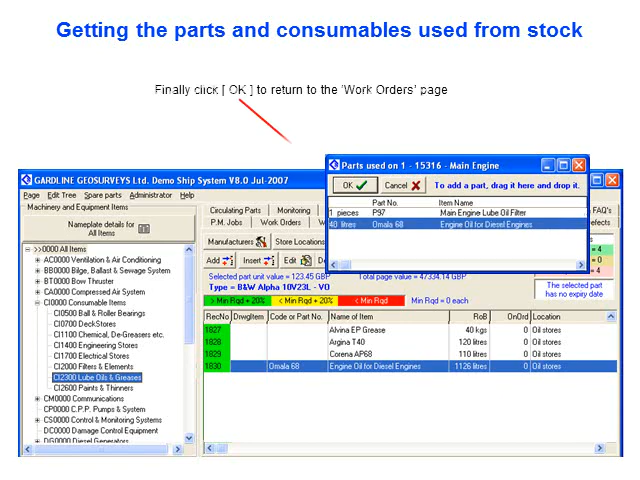 Getting the parts and consumables used from stock
Finally click [ OK ] to return to the 'Work Orders' page
GARDLINE GEOSURVEYS Ltd. Demo Ship System V8.0 Jul-2007
Page Edit Tree Spare parts Administrator Help
Machinery and Equipment Items
Nameplate details for
All Items
>>0000 All Items
AC0000 Ventilation & Air Conditioning
BB0000 Bilge, Ballast & Sewage System
BT0000 Bow Thruster
CA0000 Compressed Air System
CI0000 Consumable Items
CI0500 Ball & Roller Bearings
CI0700 Deck Stores
CI1100 Chemical, De-Greasers etc.
CI1400 Engineering Stores
CI1700 Electrical Stores
CI2000 Filters & Elements
CI2300 Lube Oils & Greases
CI2600 Paints & Thinners
CM0000 Communications
CP0000 C.P.P. Pumps & System
CS0000 Control & Monitoring Systems
DC0000 Damage Control Equipment
DG0000 Diesel Generators
Parts used on 1 - 15316 - Main Engine
OK Cancel To add a part, drag it here and drop it.
Part No. Item Name
1 pieces P97 Main Engine Lube Oil Filter
40 litres Omala 68 Engine Oil for Diesel Engines
Circulating Parts Monitoring FAQ's
P.M. Jobs Work Orders efects
Manufacturers Store Locations
= 4
= 0
= 4
Add Insert Edit
Selected part unit value = 123.45 GBP Total page value = 47334.14 GBP
Type = B&W Alpha 10V23L - VO
The selected part
has no expiry date
> Min Rqd + 20% < Min Rqd + 20% < Min Rqd Min Rqd = 0 each
RecNo DrwgItem Code or Part No. Name of Item RoB OnOrd Location
1827 Alvina EP Grease 40 kgs 0 Oil stores
1828 Argina T40 120 litres 0 Oil stores
1829 Corena AP68 110 litres 0 Oil stores
1830 Omala 68 Engine Oil for Diesel Engines 1126 litres 0 Oil stores